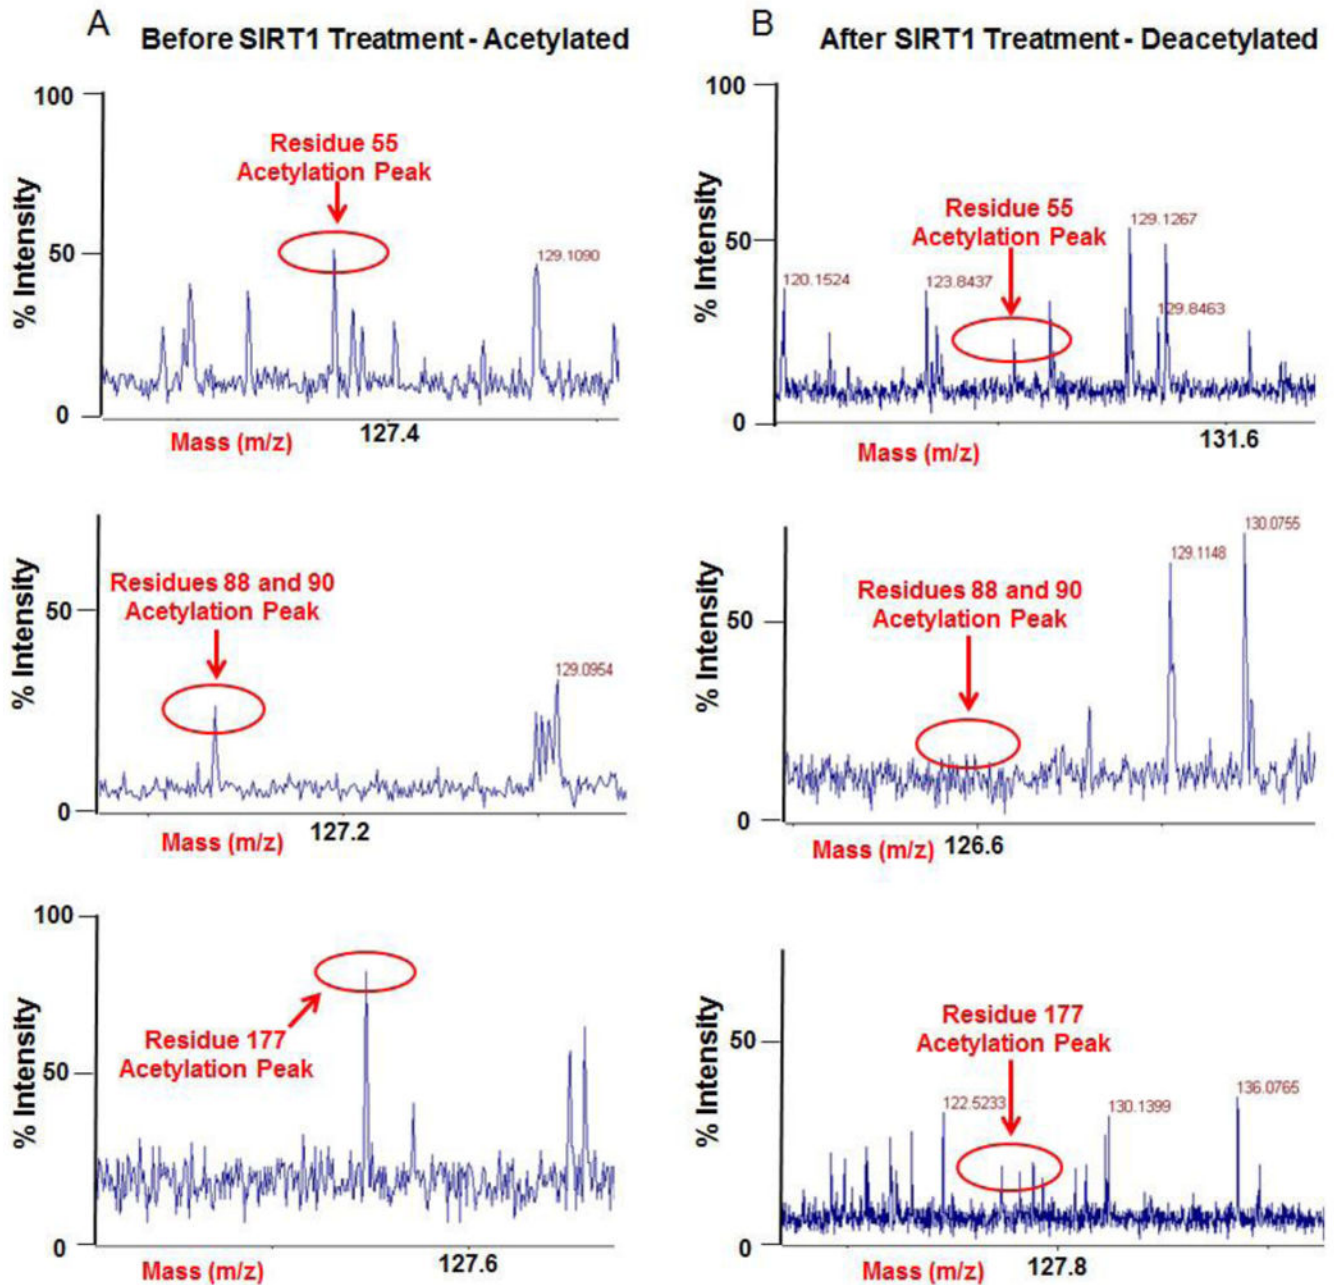 A Before SIRT1 Treatment - Acetylated
100
Residue 55
Acetylation Peak
% Intensity
50
129.1090
0
Mass (m/z)
127.4
Residues 88 and 90
Acetylation Peak
% Intensity
50
129.0954
0
Mass (m/z)
127.2
100
Residue 177
Acetylation Peak
% Intensity
50
0
Mass (m/z)
127.6
B After SIRT1 Treatment - Deacetylated
100
Residue 55
Acetylation Peak
% Intensity
50
129.1267
120.1524
123.8437
129.8463
0
Mass (m/z)
131.6
130.0755
129.1148
Residues 88 and 90
Acetylation Peak
% Intensity
50
0
Mass (m/z)
126.6
Residue 177
Acetylation Peak
% Intensity
50
122.5233
130.1399
136.0765
0
Mass (m/z)
127.8